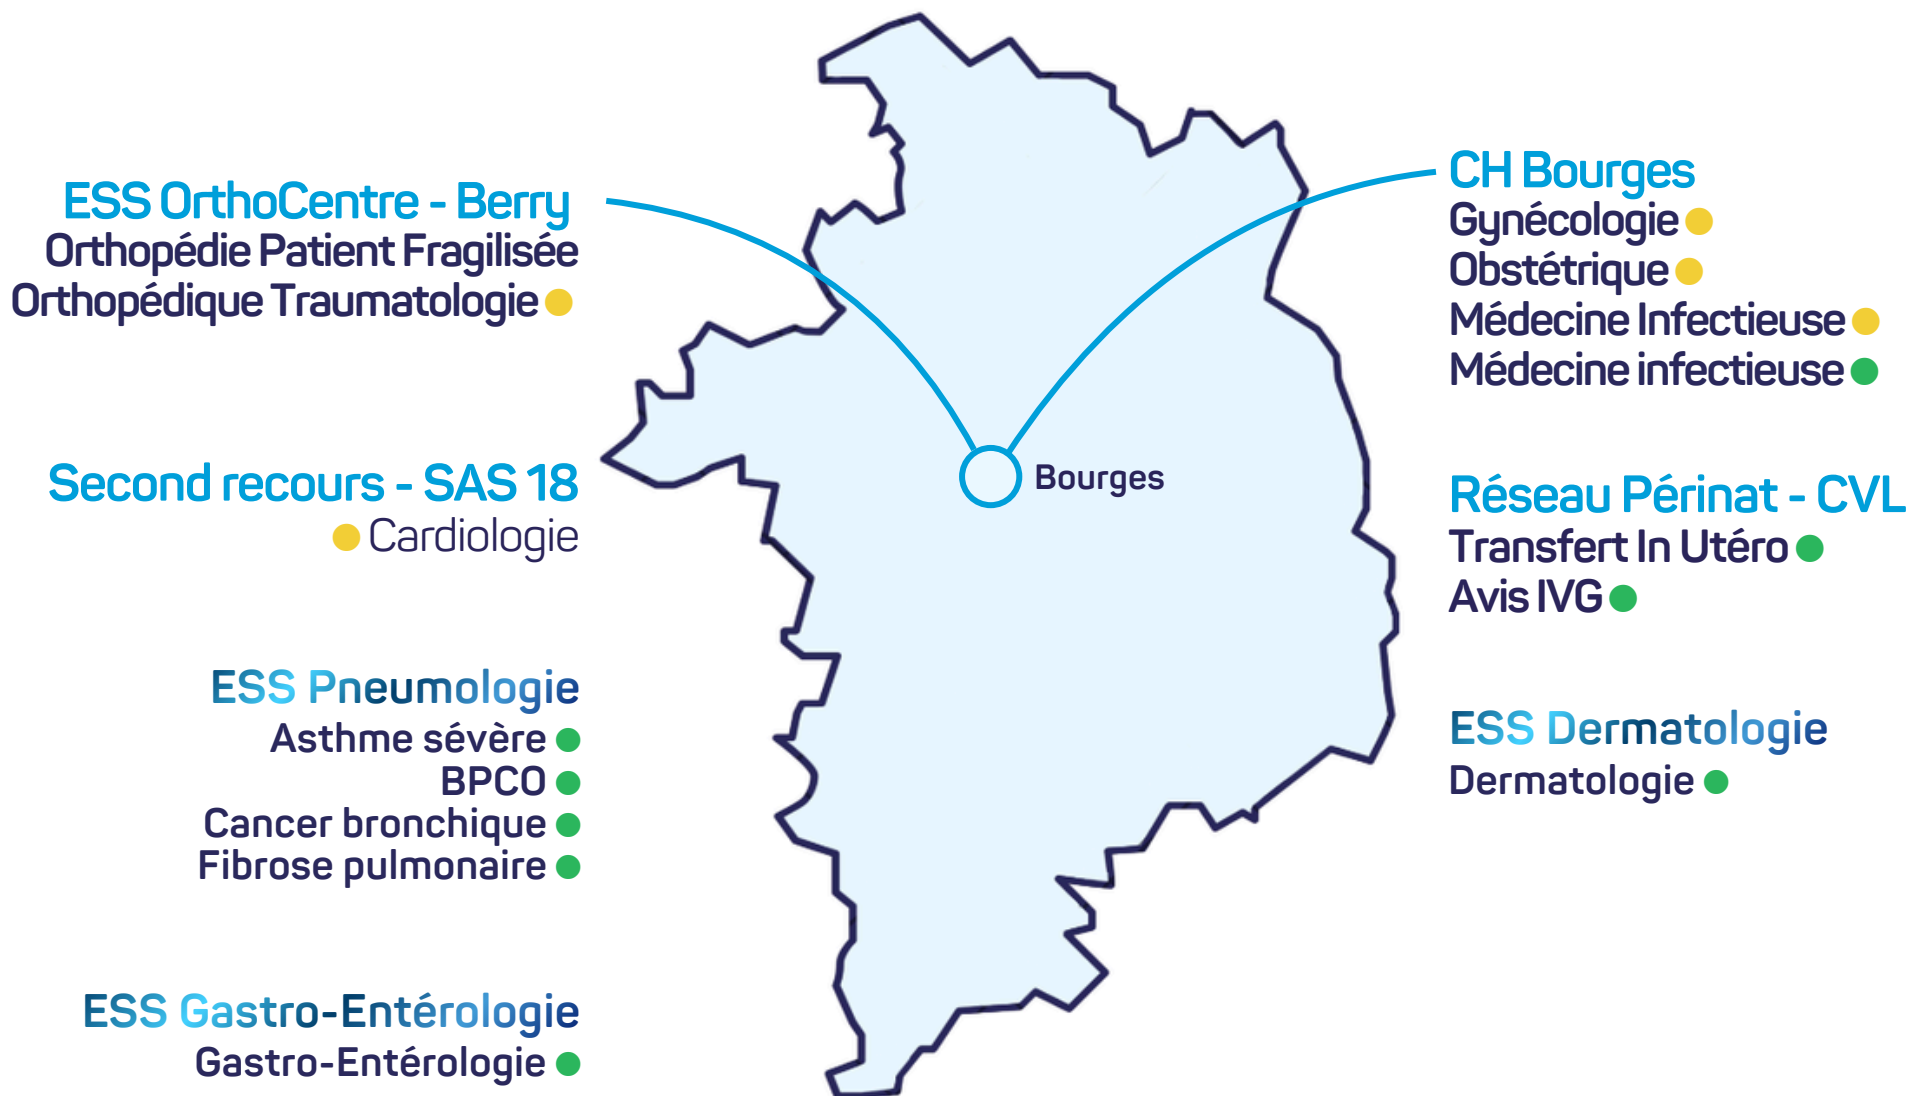 ESS OrthoCentre - Berry
Orthopédie Patient Fragilisée
Orthopédique Traumatologie
Second recours - SAS 18
Cardiologie
ESS Pneumologie
Asthme sévère
BPCO
Cancer bronchique
Fibrose pulmonaire
ESS Gastro-Entérologie
Gastro-Entérologie
Bourges
CH Bourges
Gynécologie
Obstétrique
Médecine Infectieuse
Médecine infectieuse
Réseau Périnat - CVL
Transfert In Utéro
Avis IVG
ESS Dermatologie
Dermatologie